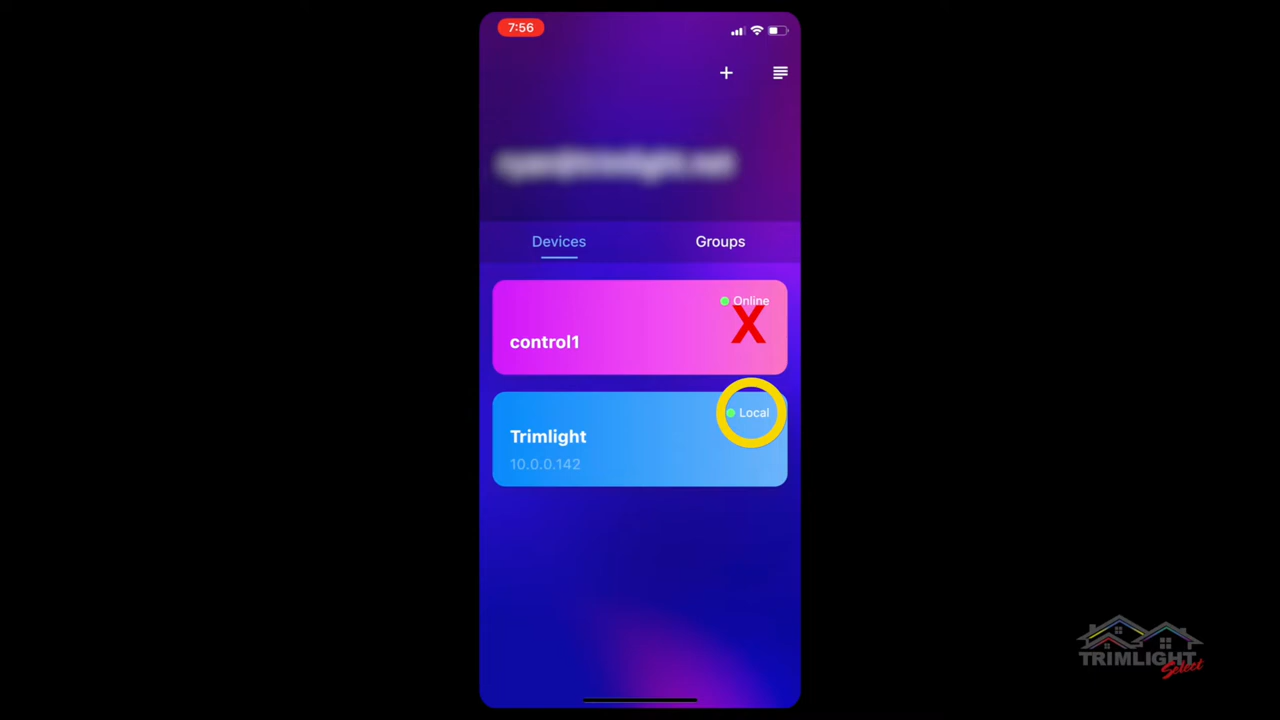 7:56
+
Devices
Groups
Online
X
control1
Local
Trimlight
10.0.0.142
TRIMLIGHT
Select